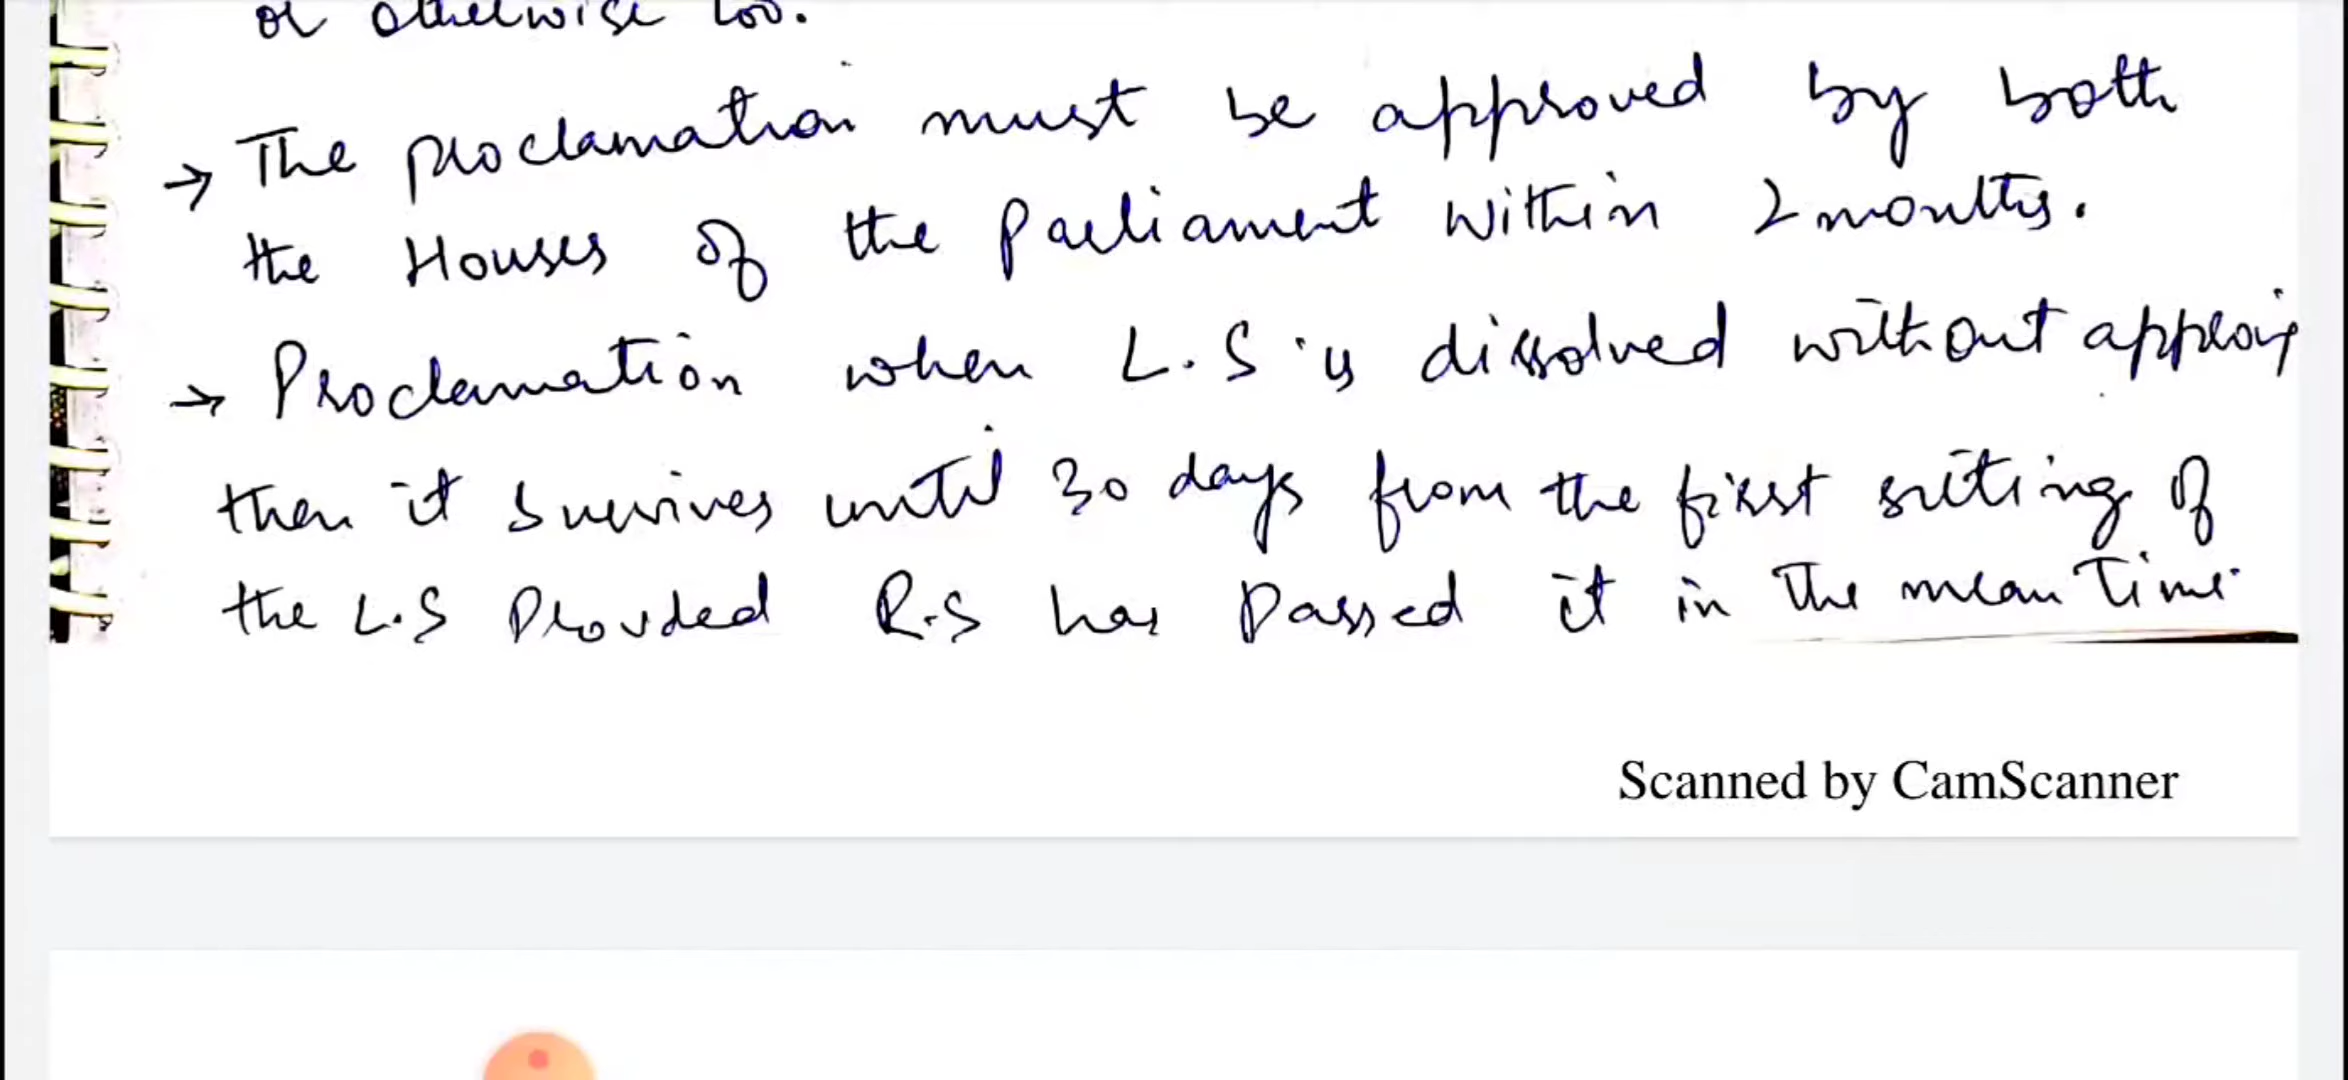 or otherwise too.
→ The proclamation must be approved by both
the Houses of the Parliament within 2 months.
→ Proclamation when L.S is dissolved without
then it survives until 30 days from the first sitting of
the L.S Provided R.S has passed it in the mean time.
Scanned by CamScanner